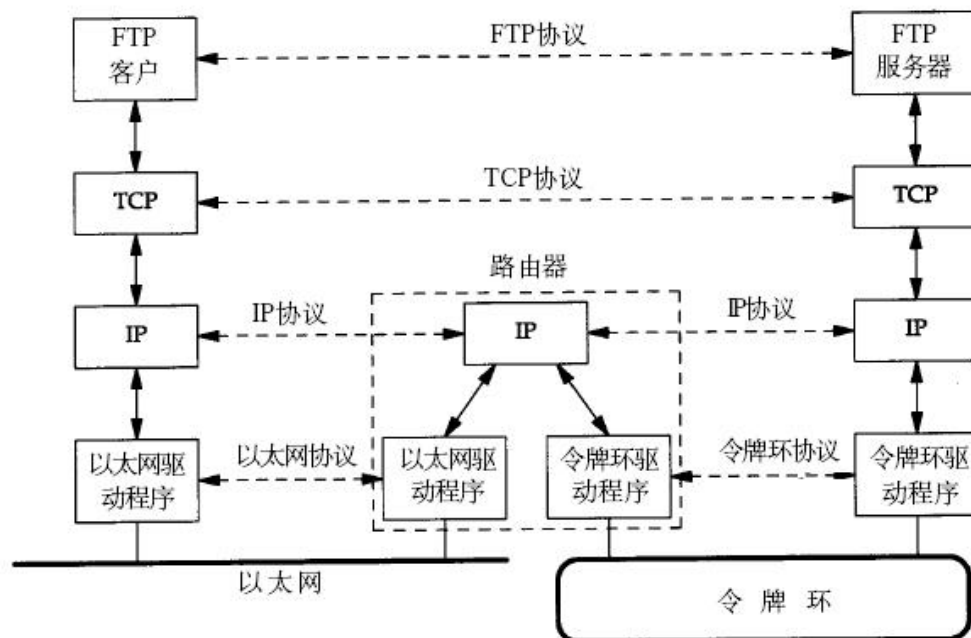 FTP
客户
FTP协议
FTP
服务器
TCP
TCP协议
TCP
路由器
IP
IP协议
IP
IP协议
IP
以太网驱
动程序
以太网协议
以太网驱
动程序
令牌环驱
动程序
令牌环协议
令牌环驱
动程序
以太网
令牌环